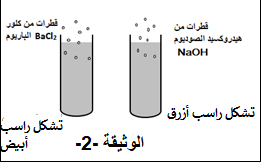 قطرات من
هيدروكسيد الصوديوم
NaOH
قطرات من كلور
الباريوم BaCl₂
تشكل راسب أزرق
تشكل راسب
أبيض
الوثيقة -2-